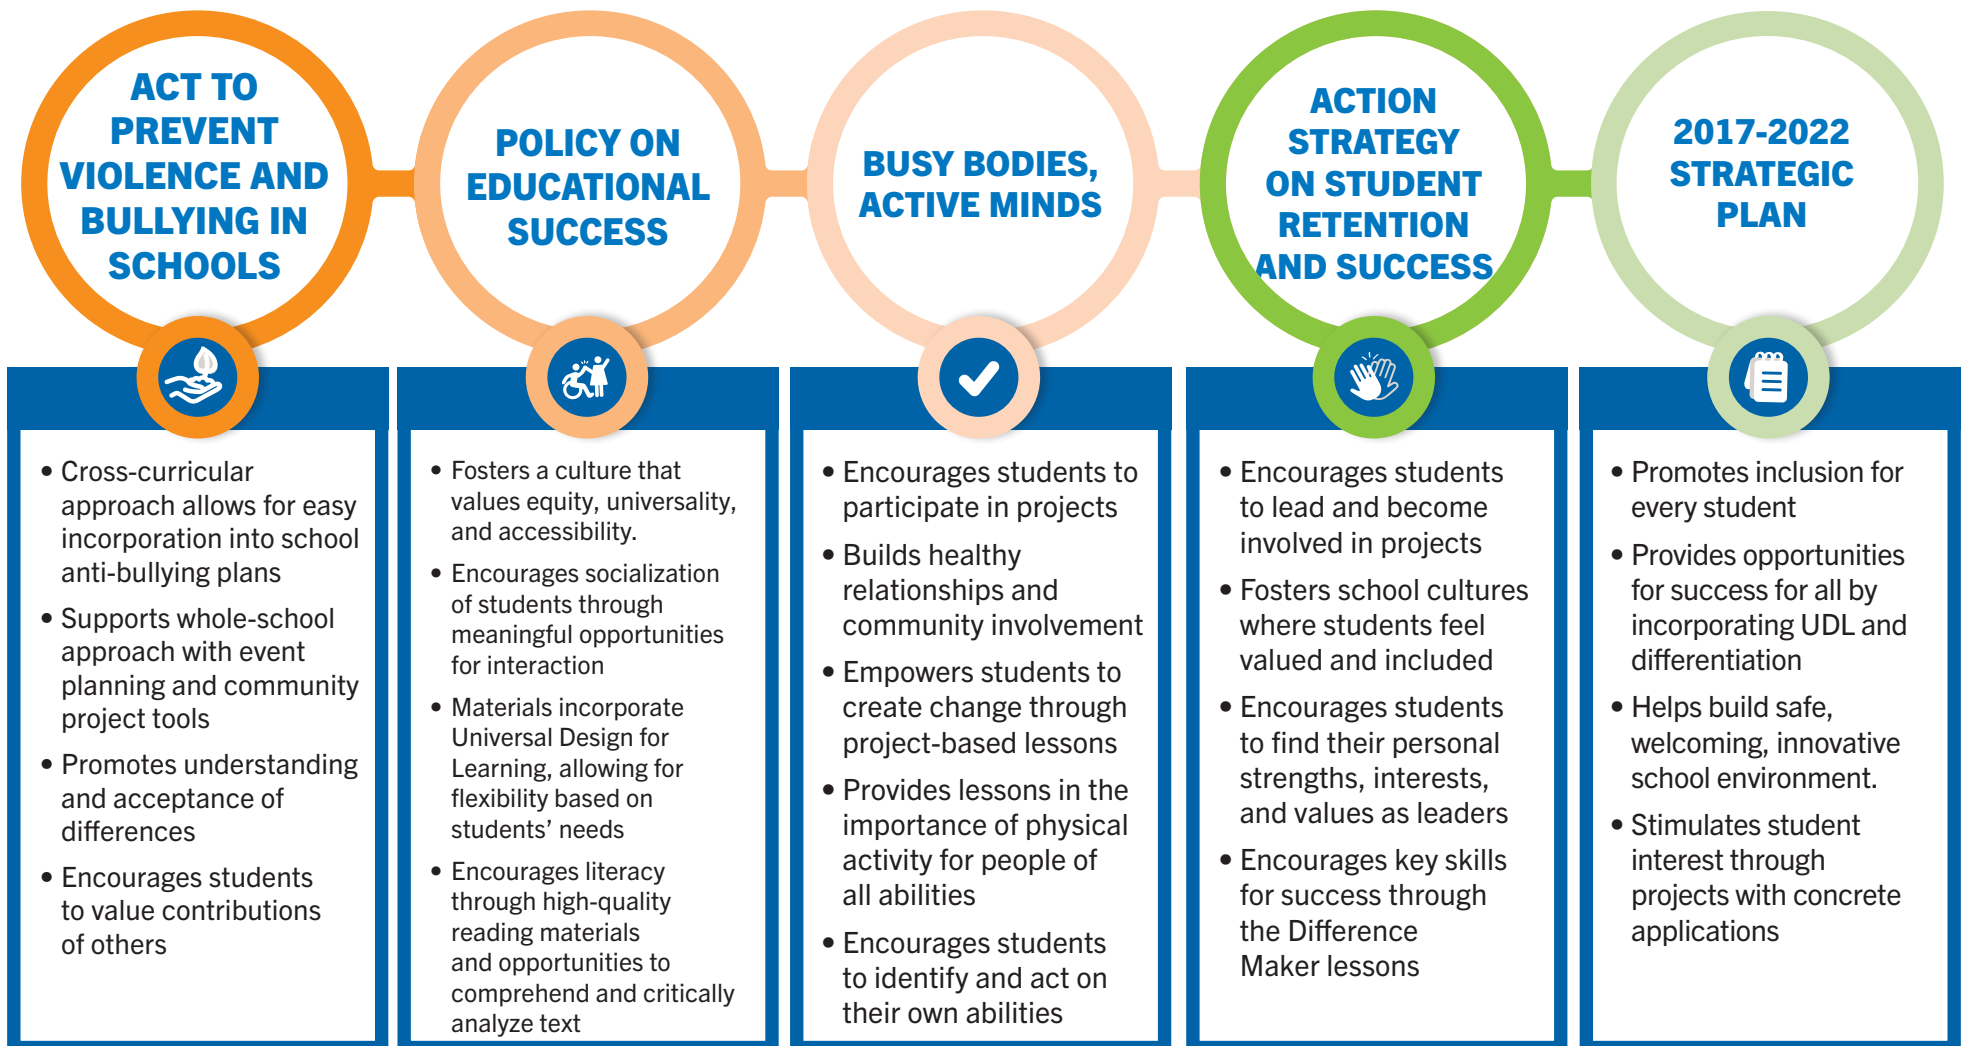 ACT TO
PREVENT
VIOLENCE AND
BULLYING IN
SCHOOLS
• Cross-curricular
approach allows for easy
incorporation into school
anti-bullying plans
• Supports whole-school
approach with event
planning and community
project tools
• Promotes understanding
and acceptance of
differences
• Encourages students
to value contributions
of others
POLICY ON
EDUCATIONAL
SUCCESS
• Fosters a culture that
values equity, universality,
and accessibility.
• Encourages socialization
of students through
meaningful opportunities
for interaction
• Materials incorporate
Universal Design for
Learning, allowing for
flexibility based on
students’ needs
• Encourages literacy
through high-quality
reading materials
and opportunities to
comprehend and critically
analyze text
BUSY BODIES,
ACTIVE MINDS
• Encourages students to
participate in projects
• Builds healthy
relationships and
community involvement
• Empowers students to
create change through
project-based lessons
• Provides lessons in the
importance of physical
activity for people of
all abilities
• Encourages students
to identify and act on
their own abilities
ACTION
STRATEGY
ON STUDENT
RETENTION
AND SUCCESS
• Encourages students
to lead and become
involved in projects
• Fosters school cultures
where students feel
valued and included
• Encourages students
to find their personal
strengths, interests,
and values as leaders
• Encourages key skills
for success through
the Difference
Maker lessons
2017-2022
STRATEGIC
PLAN
• Promotes inclusion for
every student
• Provides opportunities
for success for all by
incorporating UDL and
differentiation
• Helps build safe,
welcoming, innovative
school environment.
• Stimulates student
interest through
projects with concrete
applications